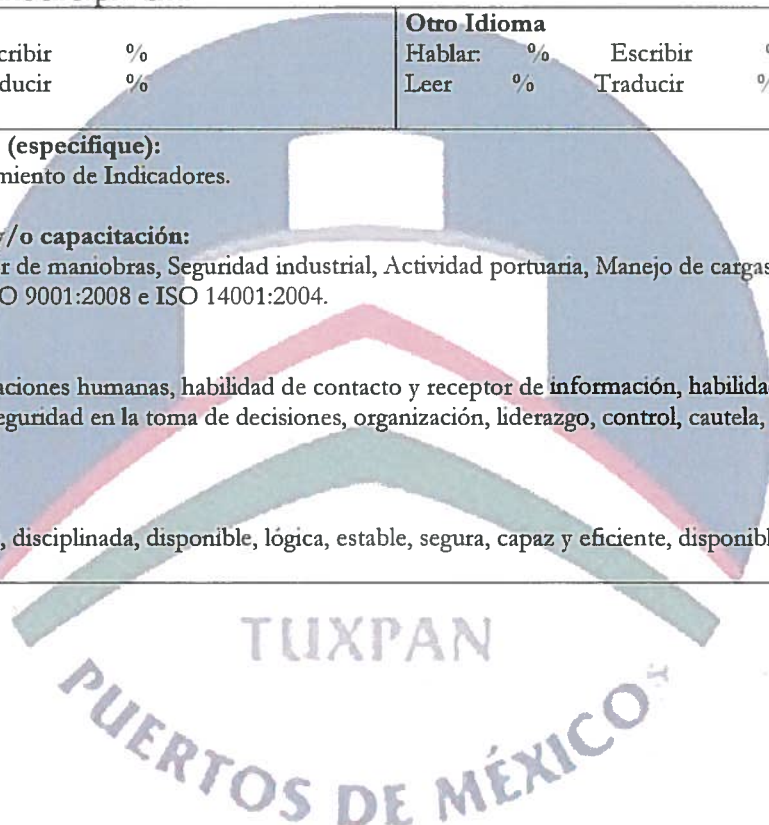 Otro Idioma
cribir % Hablar: % Escribir %
ducir % Leer % Traducir %
(especifique):
miento de Indicadores.
y/o capacitación:
r de maniobras, Seguridad industrial, Actividad portuaria, Manejo de cargas
O 9001:2008 e ISO 14001:2004.
aciones humanas, habilidad de contacto y receptor de información, habilida
eguridad en la toma de decisiones, organización, liderazgo, control, cautela,
, disciplinada, disponible, lógica, estable, segura, capaz y eficiente, disponibl
TUXPAN
PUERTOS DE MÉXICO